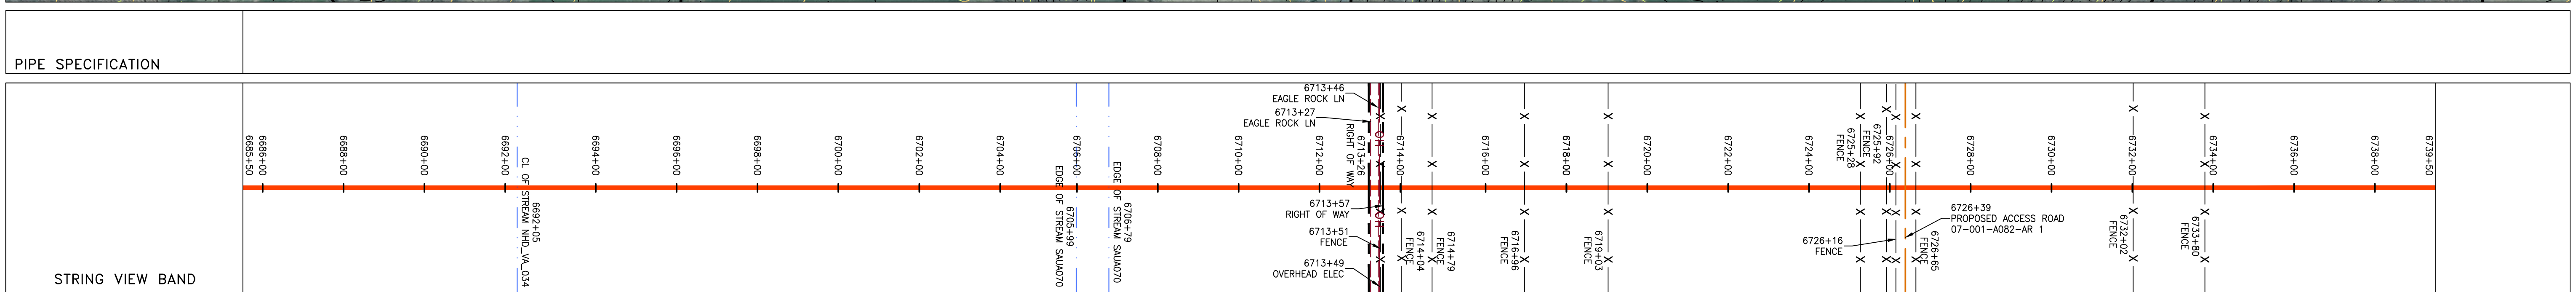 PIPE SPECIFICATION
STRING VIEW BAND
6685+50
6686+00
6688+00
6690+00
6692+00
6692+05
CL OF STREAM NHD_VA_034
6694+00
6696+00
6698+00
6700+00
6702+00
6704+00
6706+00
6705+99
EDGE OF STREAM SAUA070
6706+79
EDGE OF STREAM SAUA070
6708+00
6710+00
6712+00
6713+46
EAGLE ROCK LN
6713+27
EAGLE ROCK LN
6713+26
RIGHT OF WAY
6713+57
RIGHT OF WAY
6713+51
FENCE
6713+49
OVERHEAD ELEC
OH
OH
6714+00
6714+04
FENCE
6714+79
FENCE
6716+00
6716+96
FENCE
6718+00
6719+03
FENCE
6720+00
6722+00
6724+00
6725+28
FENCE
6725+92
FENCE
6726+00
6726+16
FENCE
6726+39
PROPOSED ACCESS ROAD
07-001-A082-AR 1
6726+65
FENCE
6728+00
6730+00
6732+00
6732+02
FENCE
6733+80
FENCE
6734+00
6736+00
6738+00
6739+50